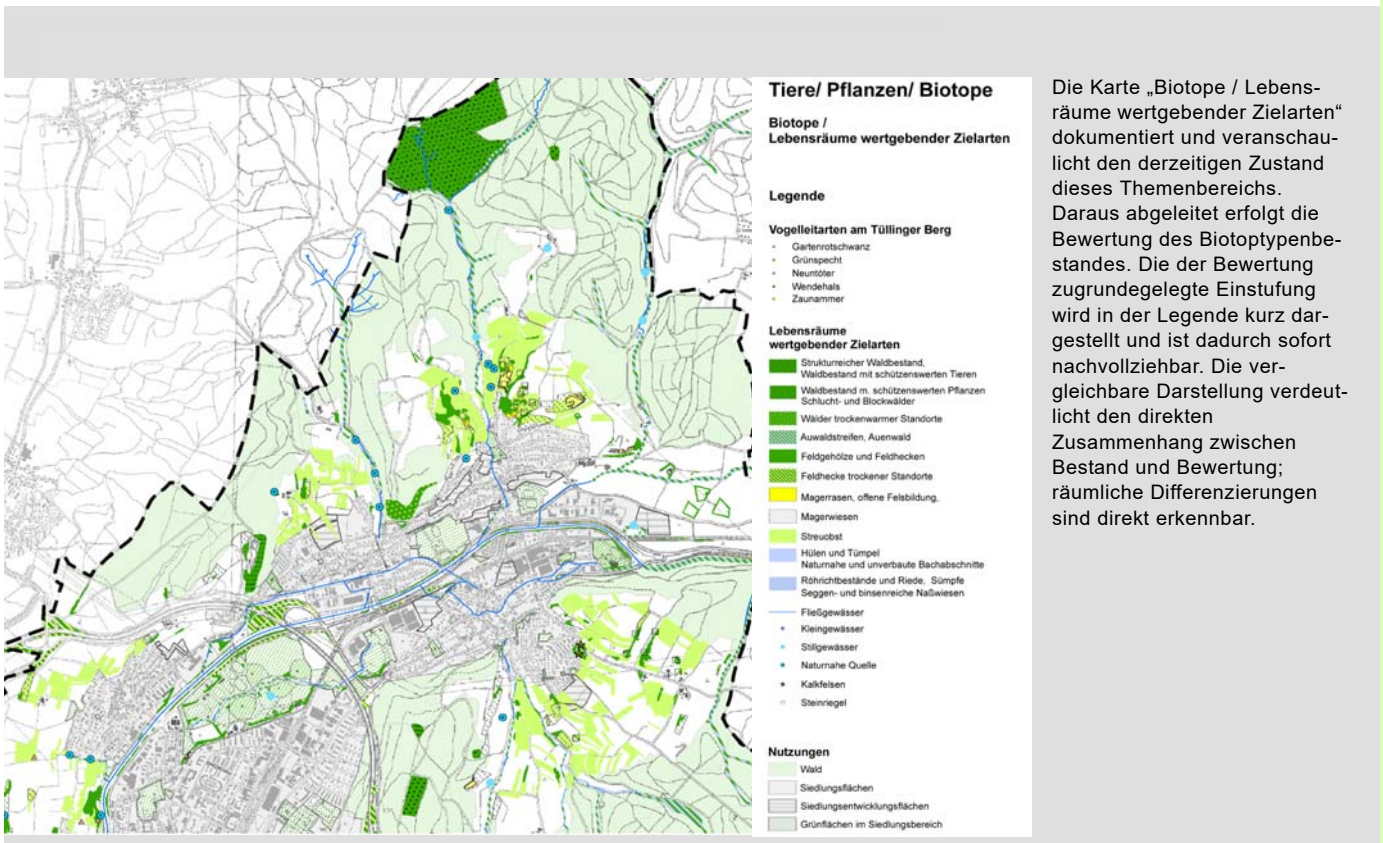 Tiere/ Pflanzen/ Biotope
Biotope /
Lebensräume wertgebender Zielarten
Legende
Vogelleitarten am Tüllinger Berg
Gartenrotschwanz
Grünspecht
Neuntöter
Wendehals
Zaunammer
Lebensräume
wertgebender Zielarten
Strukturreicher Waldbestand,
Waldbestand mit schützenswerten Tieren
Waldbestand m. schützenswerten Pflanzen
Schlucht- und Blockwälder
Wälder trockenwarmer Standorte
Auwaldstreifen, Auenwald
Feldgehölze und Feldhecken
Feldhecke trockener Standorte
Magerrasen, offene Felsbildung,
Magerwiesen
Streuobst
Hülen und Tümpel
Naturnahe und unverbaute Bachabschnitte
Röhrichtbestände und Riede, Sümpfe
Seggen- und binsenreiche Naßwiesen
Fließgewässer
Kleingewässer
Stillgewässer
Naturnahe Quelle
Kalkfelsen
Steinriegel
Nutzungen
Wald
Siedlungsflächen
Siedlungsentwicklungsflächen
Grünflächen im Siedlungsbereich
Die Karte „Biotope / Lebens-
räume wertgebender Zielarten“
dokumentiert und veranschau-
licht den derzeitigen Zustand
dieses Themenbereichs.
Daraus abgeleitet erfolgt die
Bewertung des Biotoptypenbe-
standes. Die der Bewertung
zugrundegelegte Einstufung
wird in der Legende kurz dar-
gestellt und ist dadurch sofort
nachvollziehbar. Die ver-
gleichbare Darstellung verdeut-
licht den direkten
Zusammenhang zwischen
Bestand und Bewertung;
räumliche Differenzierungen
sind direkt erkennbar.